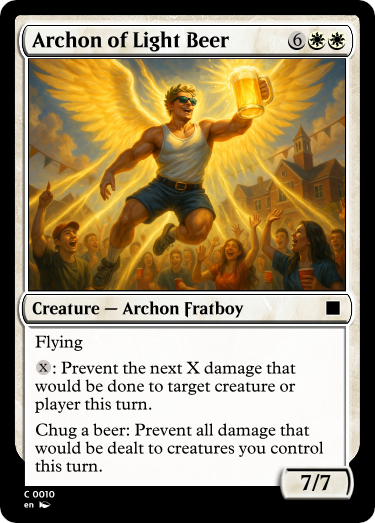 Archon of Light Beer 6
Creature — Archon Fratboy
Flying
X: Prevent the next X damage that
would be done to target creature or
player this turn.
Chug a beer: Prevent all damage that
would be dealt to creatures you control
this turn.
7/7
C 0010
en